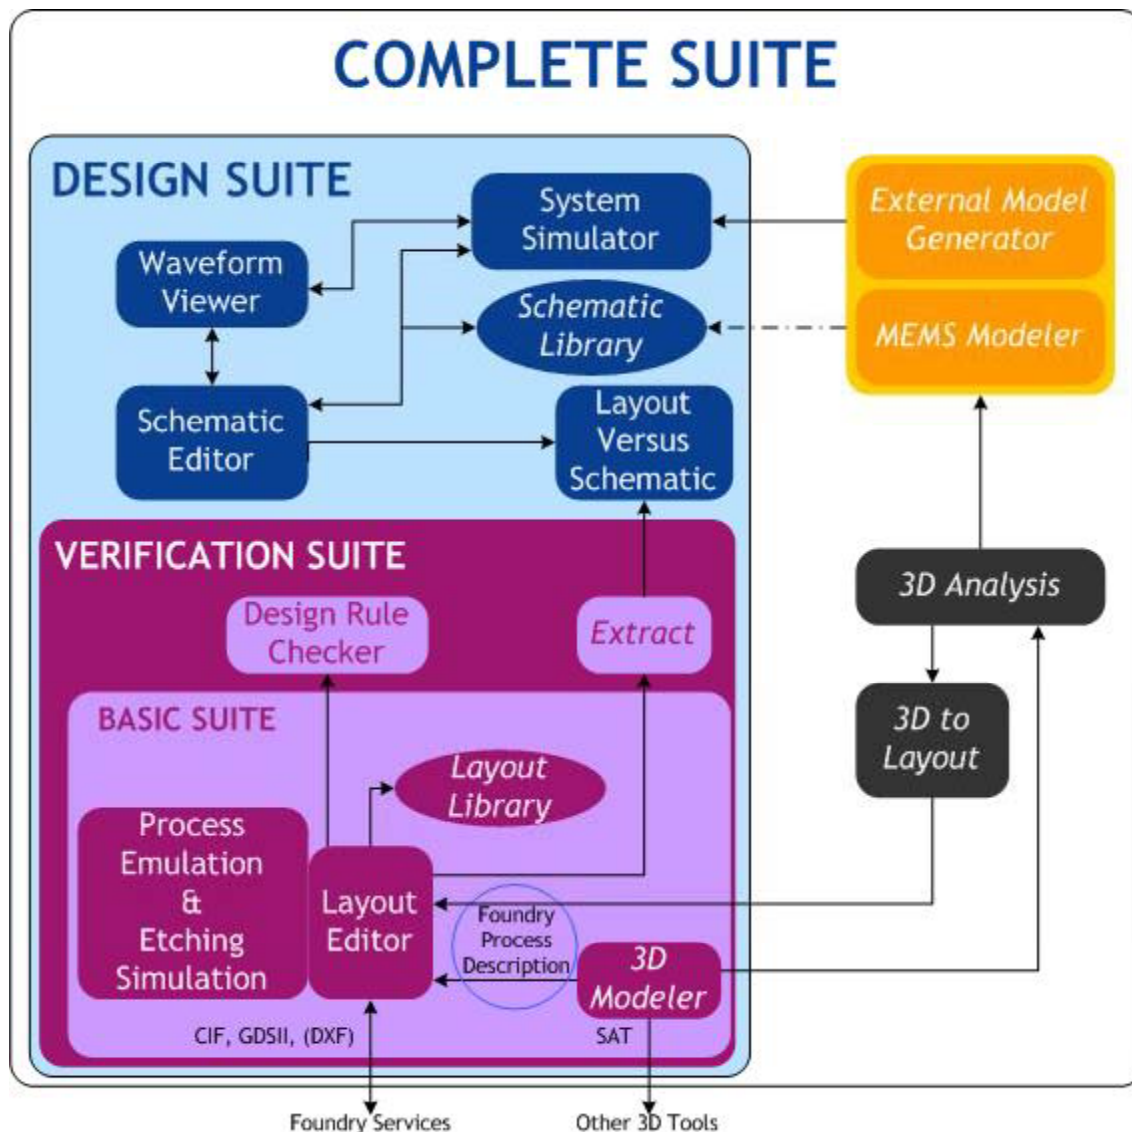 COMPLETE SUITE
DESIGN SUITE
System
Simulator
External Model
Generator
Waveform
Viewer
Schematic
Library
MEMS Modeler
Schematic
Editor
Layout
Versus
Schematic
VERIFICATION SUITE
Design Rule
Checker
Extract
3D Analysis
BASIC SUITE
3D to
Layout
Layout
Library
Process
Emulation
&
Etching
Simulation
Layout
Editor
Foundry
Process
Description
3D
Modeler
CIF, GDSII, (DXF)
SAT
Foundry Services
Other 3D Tools